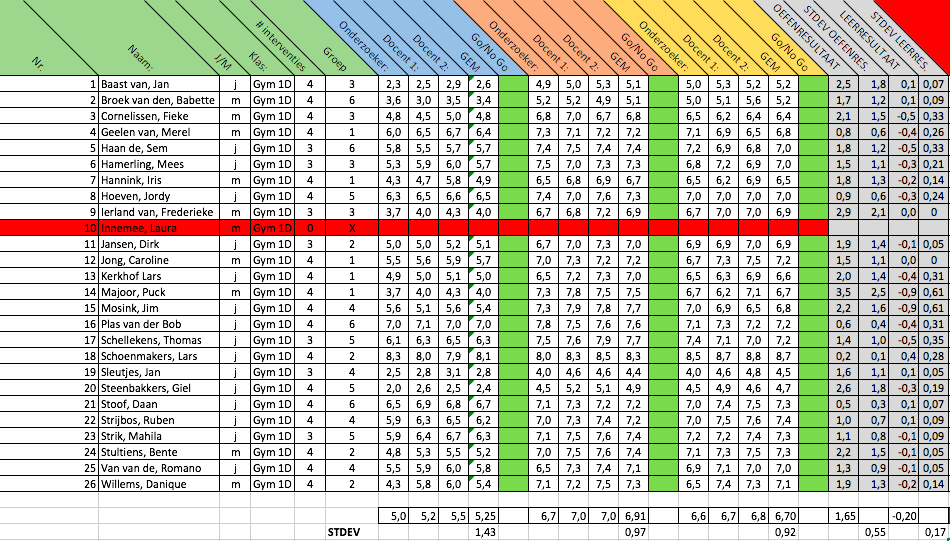 Nr. Naam: J/M Klas: # interventies Groep Onderzoeker: Docent 1: Docent 2: GEM Go/No Go Onderzoeker: Docent 1: Docent 2: GEM Go/No Go Onderzoeker: Docent 1: Docent 2: GEM Go/No Go OEFENRESULTAAT STDEV OEFENRES. LEERRESULTAAT STDEV LEERRES.
1 Baast van, Jan j Gym 1D 4 3 2,3 2,5 2,9 2,6 4,9 5,0 5,3 5,1 5,0 5,3 5,2 5,2 2,5 1,8 0,1 0,07
2 Broek van den, Babette m Gym 1D 4 6 3,6 3,0 3,5 3,4 5,2 5,2 4,9 5,1 5,0 5,1 5,6 5,2 1,7 1,2 0,1 0,09
3 Cornelissen, Fieke m Gym 1D 4 3 4,8 4,5 5,0 4,8 6,8 7,0 6,7 6,8 6,5 6,2 6,4 6,4 2,1 1,5 -0,5 0,33
4 Geelen van, Merel m Gym 1D 4 1 6,0 6,5 6,7 6,4 7,3 7,1 7,2 7,2 7,1 6,5 6,8 6,8 0,8 0,6 -0,4 0,26
5 Haan de, Sem j Gym 1D 3 6 5,8 5,5 5,7 5,7 7,4 7,5 7,4 7,4 7,2 6,9 6,8 7,0 1,8 1,2 -0,5 0,33
6 Hamerling, Mees j Gym 1D 3 3 5,3 5,9 6,0 5,7 7,5 7,0 7,3 7,3 6,8 7,2 6,9 7,0 1,5 1,1 -0,3 0,21
7 Hannink, Iris m Gym 1D 4 1 4,3 4,7 5,8 4,9 6,5 6,8 6,9 6,7 6,5 6,2 6,9 6,5 1,8 1,3 -0,2 0,14
8 Hoeven, Jordy j Gym 1D 4 5 6,3 6,5 6,6 6,5 7,4 7,0 7,6 7,3 7,0 7,0 7,0 7,0 0,9 0,6 -0,3 0,24
9 Ierland van, Frederieke m Gym 1D 3 3 3,7 4,0 4,3 4,0 6,7 6,8 7,2 6,9 6,7 7,0 7,0 6,9 2,9 2,1 0,0 0
10 Innemee, Laura m Gym 1D 0 X
11 Jansen, Dirk j Gym 1D 3 2 5,0 5,0 5,2 5,1 6,7 7,0 7,3 7,0 6,9 6,9 7,0 6,9 1,9 1,4 -0,1 0,05
12 Jong, Caroline m Gym 1D 4 1 5,5 5,6 5,9 5,7 7,0 7,3 7,2 7,2 6,7 7,3 7,5 7,2 1,5 1,1 0,0 0
13 Kerkhof Lars j Gym 1D 4 1 4,9 5,0 5,1 5,0 6,5 7,2 7,3 7,0 6,5 6,3 6,9 6,6 2,0 1,4 -0,4 0,31
14 Majoor, Puck m Gym 1D 4 1 3,7 4,0 4,3 4,0 7,3 7,8 7,5 7,5 6,7 6,2 7,1 6,7 3,5 2,5 -0,9 0,61
15 Mosink, Jim j Gym 1D 4 4 5,6 5,1 5,6 5,4 7,3 7,9 7,8 7,7 7,0 6,9 6,5 6,8 2,2 1,6 -0,9 0,61
16 Plas van der Bob j Gym 1D 4 6 7,0 7,1 7,0 7,0 7,8 7,5 7,6 7,6 7,1 7,3 7,2 7,2 0,6 0,4 -0,4 0,31
17 Schellekens, Thomas j Gym 1D 3 5 6,1 6,3 6,5 6,3 7,5 7,6 7,9 7,7 7,4 7,1 7,0 7,2 1,4 1,0 -0,5 0,35
18 Schoenmakers, Lars j Gym 1D 4 2 8,3 8,0 7,9 8,1 8,0 8,3 8,5 8,3 8,5 8,7 8,8 8,7 0,2 0,1 0,4 0,28
19 Sleutjes, Jan j Gym 1D 3 4 2,5 2,8 3,1 2,8 4,0 4,6 4,6 4,4 4,0 4,6 4,8 4,5 1,6 1,1 0,1 0,05
20 Steenbakkers, Giel j Gym 1D 4 5 2,0 2,6 2,5 2,4 4,5 5,2 5,1 4,9 4,5 4,9 4,6 4,7 2,6 1,8 -0,3 0,19
21 Stoof, Daan j Gym 1D 4 6 6,5 6,9 6,8 6,7 7,1 7,3 7,2 7,2 7,0 7,4 7,5 7,3 0,5 0,3 0,1 0,07
22 Strijbos, Ruben j Gym 1D 4 4 5,9 6,3 6,5 6,2 7,0 7,3 7,4 7,2 7,0 7,4 7,5 7,3 1,0 0,7 0,1 0,09
23 Strik, Mahila j Gym 1D 3 5 5,9 6,4 6,7 6,3 7,1 7,5 7,6 7,4 7,2 7,2 7,4 7,3 1,1 0,8 -0,1 0,09
24 Stultiens, Bente m Gym 1D 4 2 4,8 5,3 5,5 5,2 7,0 7,5 7,6 7,4 7,1 7,3 7,5 7,3 2,2 1,5 -0,1 0,05
25 Van van de, Romano j Gym 1D 4 4 5,5 5,9 6,0 5,8 6,5 7,3 7,4 7,1 6,9 7,1 7,0 7,0 1,3 0,9 -0,1 0,05
26 Willems, Danique m Gym 1D 4 2 4,3 5,8 6,0 5,4 7,1 7,2 7,5 7,3 6,5 7,4 7,3 7,1 1,9 1,3 -0,2 0,14
5,0 5,2 5,5 5,25 6,7 7,0 7,0 6,91 6,6 6,7 6,8 6,70 1,65 -0,20
STDEV 1,43 0,97 0,92 0,55 0,17